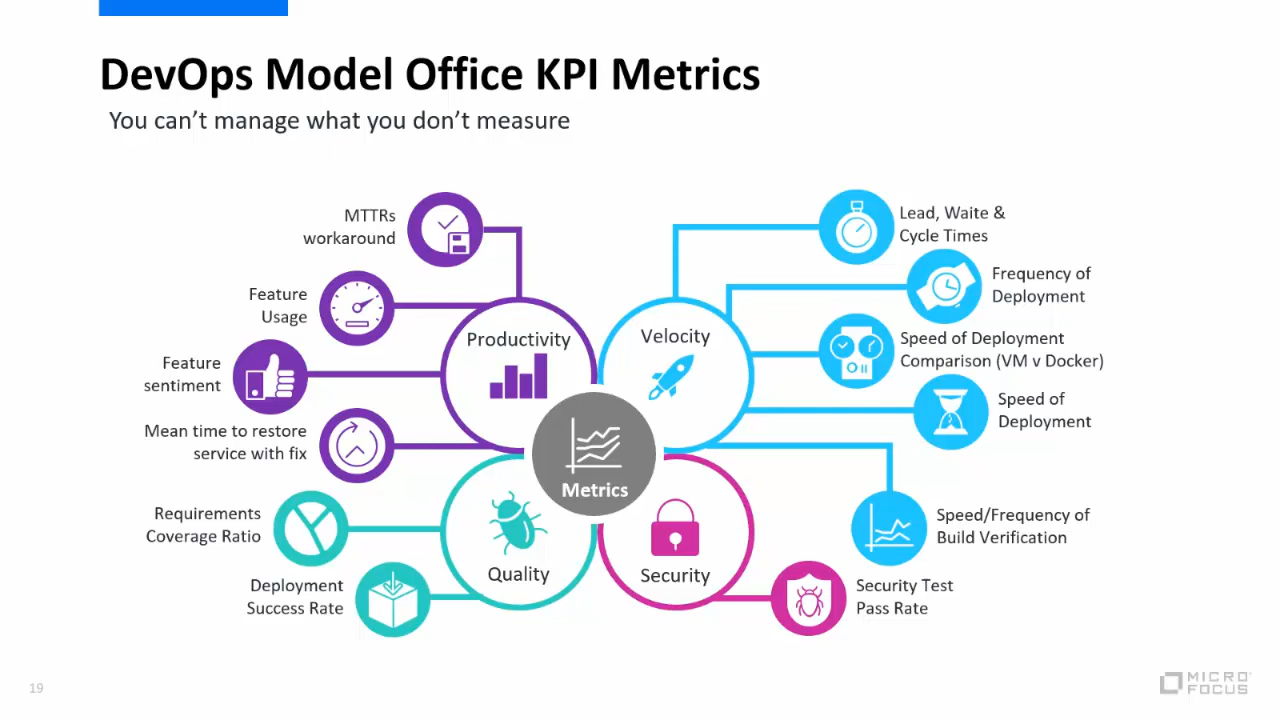 DevOps Model Office KPI Metrics
You can't manage what you don't measure
MTTRs
workaround
Feature
Usage
Feature
sentiment
Mean time to restore
service with fix
Requirements
Coverage Ratio
Deployment
Success Rate
Productivity
Velocity
Metrics
Quality
Security
Lead, Waite &
Cycle Times
Frequency of
Deployment
Speed of Deployment
Comparison (VM v Docker)
Speed of
Deployment
Speed/Frequency of
Build Verification
Security Test
Pass Rate
19
MICRO
FOCUS